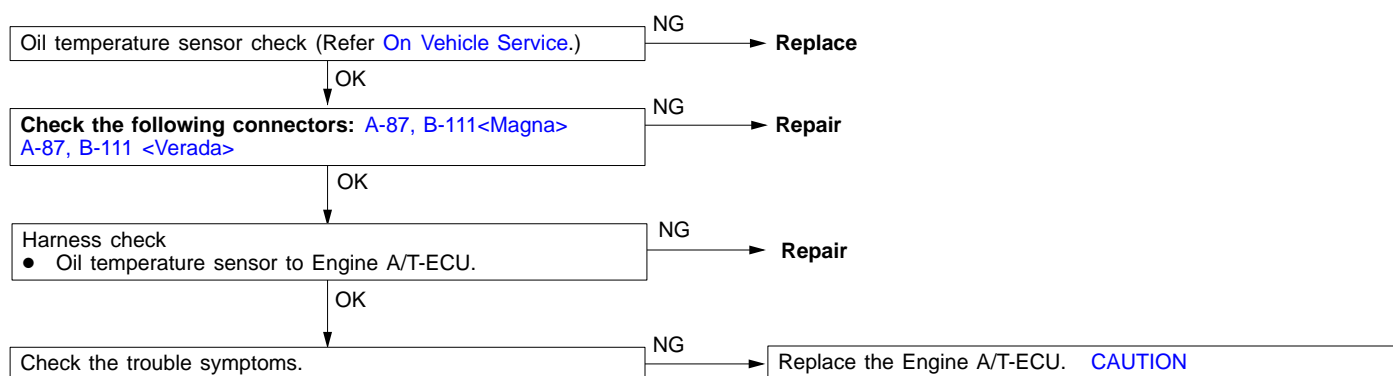 Oil temperature sensor check (Refer On Vehicle Service.)
NG
Replace
OK
Check the following connectors: A-87, B-111<Magna>
A-87, B-111 <Verada>
NG
Repair
OK
Harness check
● Oil temperature sensor to Engine A/T-ECU.
NG
Repair
OK
Check the trouble symptoms.
NG
Replace the Engine A/T-ECU. CAUTION